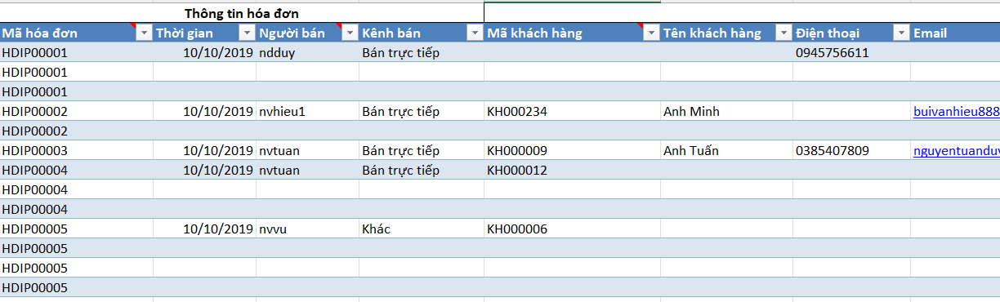 Thông tin hóa đơn
Mã hóa đơn Thời gian Người bán Kênh bán Mã khách hàng Tên khách hàng Điện thoại Email
HDIP00001 10/10/2019 ndduy Bán trực tiếp 0945756611
HDIP00001
HDIP00001
HDIP00002 10/10/2019 nvhieu1 Bán trực tiếp KH000234 Anh Minh buivanhieu888
HDIP00002
HDIP00003 10/10/2019 nvtuan Bán trực tiếp KH000009 Anh Tuấn 0385407809 nguyentuanduy
HDIP00004 10/10/2019 nvtuan Bán trực tiếp KH000012
HDIP00004
HDIP00004
HDIP00005 10/10/2019 nvvu Khác KH000006
HDIP00005
HDIP00005
HDIP00005